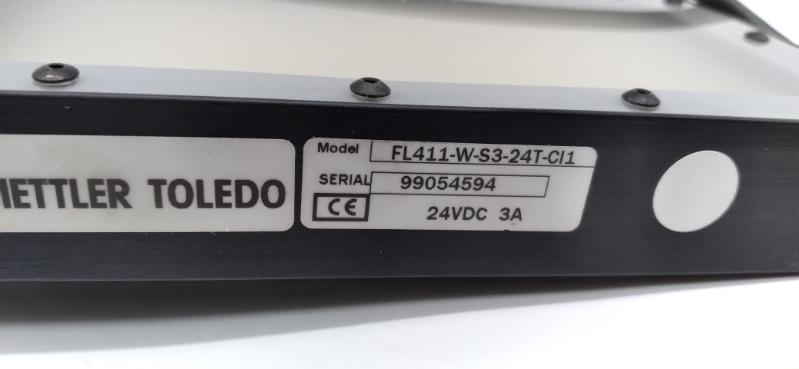 METTLER TOLEDO
Model FL411-W-S3-24T-CI1
SERIAL 99054594
CE 24VDC 3A